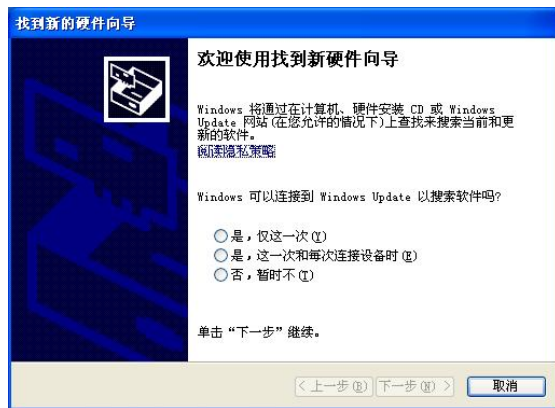 找到新的硬件向导
欢迎使用找到新硬件向导
Windows 将通过在计算机、硬件安装 CD 或 Windows
Update 网站(在您允许的情况下)上查找来搜索当前和更
新的软件。
阅读隐私策略
Windows 可以连接到 Windows Update 以搜索软件吗?
是，仅这一次(Y)
是，这一次和每次连接设备时(E)
否，暂时不(T)
单击“下一步”继续。
< 上一步(B) 下一步(N) > 取消